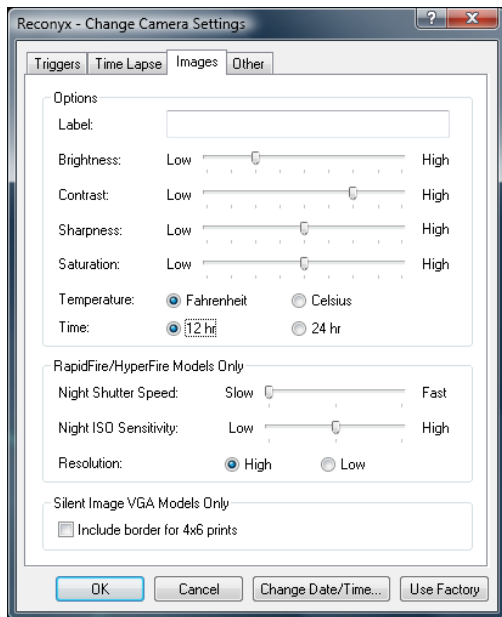 Reconyx - Change Camera Settings
Triggers Time Lapse Images Other
Options
Label:
Brightness: Low High
Contrast: Low High
Sharpness: Low High
Saturation: Low High
Temperature: Fahrenheit Celsius
Time: 12 hr 24 hr
RapidFire/HyperFire Models Only
Night Shutter Speed: Slow Fast
Night ISO Sensitivity: Low High
Resolution: High Low
Silent Image VGA Models Only
Include border for 4x6 prints
OK Cancel Change Date/Time... Use Factory